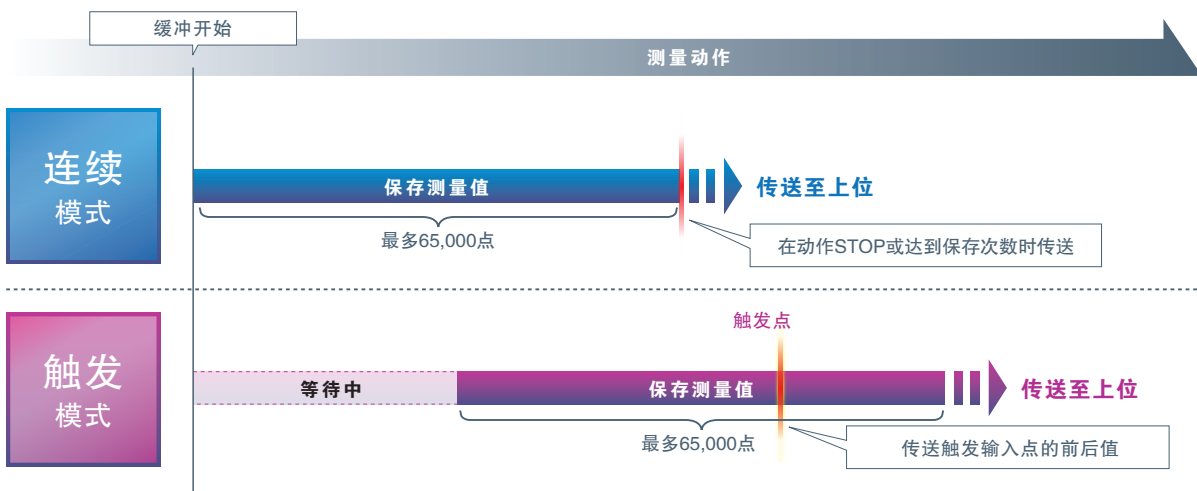 缓冲开始
测量动作
连续
模式
保存测量值
传送至上位
最多65,000点
在动作STOP或达到保存次数时传送
触发
模式
触发点
等待中
保存测量值
传送至上位
最多65,000点
传送触发输入点的前后值